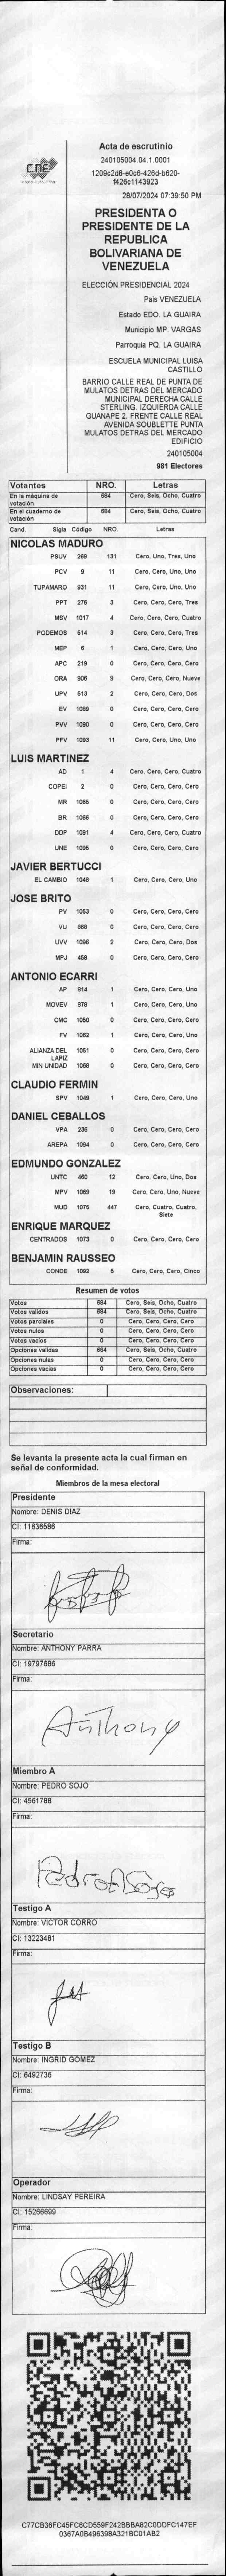 CNE
Acta de escrutinio
240105004.04.1.0001
1209c2d8-e0c6-426d-b620-
f426c1143923
28/07/2024 07:39:50 PM
PRESIDENTA O
PRESIDENTE DE LA
REPUBLICA
BOLIVARIANA DE
VENEZUELA
ELECCIÓN PRESIDENCIAL 2024
Pais VENEZUELA
Estado EDO. LA GUAIRA
Municipio MP. VARGAS
Parroquia PQ. LA GUAIRA
ESCUELA MUNICIPAL LUISA
CASTILLO
BARRIO CALLE REAL DE PUNTA DE
MULATOS DETRAS DEL MERCADO
MUNICIPAL DERECHA CALLE
STERLING. IZQUIERDA CALLE
GUANAPE 2. FRENTE CALLE REAL
AVENIDA SOUBLETTE PUNTA
MULATOS DETRAS DEL MERCADO
EDIFICIO
240105004
981 Electores
Votantes NRO. Letras
En la máquina de votación 684 Cero, Seis, Ocho, Cuatro
En el cuaderno de votación 684 Cero, Seis, Ocho, Cuatro
Cand. Sigla Código NRO. Letras
NICOLAS MADURO
PSUV 269 131 Cero, Uno, Tres, Uno
PCV 9 11 Cero, Cero, Uno, Uno
TUPAMARO 931 11 Cero, Cero, Uno, Uno
PPT 276 3 Cero, Cero, Cero, Tres
MSV 1017 4 Cero, Cero, Cero, Cuatro
PODEMOS 514 3 Cero, Cero, Cero, Tres
MEP 6 1 Cero, Cero, Cero, Uno
APC 219 0 Cero, Cero, Cero, Cero
ORA 906 9 Cero, Cero, Cero, Nueve
UPV 513 2 Cero, Cero, Cero, Dos
EV 1089 0 Cero, Cero, Cero, Cero
PVV 1090 0 Cero, Cero, Cero, Cero
PFV 1093 11 Cero, Cero, Uno, Uno
LUIS MARTINEZ
AD 1 4 Cero, Cero, Cero, Cuatro
COPEI 2 0 Cero, Cero, Cero, Cero
MR 1065 0 Cero, Cero, Cero, Cero
BR 1066 0 Cero, Cero, Cero, Cero
DDP 1091 4 Cero, Cero, Cero, Cuatro
UNE 1095 0 Cero, Cero, Cero, Cero
JAVIER BERTUCCI
EL CAMBIO 1048 1 Cero, Cero, Cero, Uno
JOSE BRITO
PV 1053 0 Cero, Cero, Cero, Cero
VU 868 0 Cero, Cero, Cero, Cero
UVV 1096 2 Cero, Cero, Cero, Dos
MPJ 458 0 Cero, Cero, Cero, Cero
ANTONIO ECARRI
AP 914 1 Cero, Cero, Cero, Uno
MOVEV 978 1 Cero, Cero, Cero, Uno
CMC 1050 0 Cero, Cero, Cero, Cero
FV 1062 1 Cero, Cero, Cero, Uno
ALIANZA DEL LAPIZ 1051 0 Cero, Cero, Cero, Cero
MIN UNIDAD 1068 0 Cero, Cero, Cero, Cero
CLAUDIO FERMIN
SPV 1049 1 Cero, Cero, Cero, Uno
DANIEL CEBALLOS
VPA 236 0 Cero, Cero, Cero, Cero
AREPA 1094 0 Cero, Cero, Cero, Cero
EDMUNDO GONZALEZ
UNTC 460 12 Cero, Cero, Uno, Dos
MPV 1069 19 Cero, Cero, Uno, Nueve
MUD 1075 447 Cero, Cuatro, Cuatro, Siete
ENRIQUE MARQUEZ
CENTRADOS 1073 0 Cero, Cero, Cero, Cero
BENJAMIN RAUSSEO
CONDE 1092 5 Cero, Cero, Cero, Cinco
Resumen de votos
Votos 684 Cero, Seis, Ocho, Cuatro
Votos validos 684 Cero, Seis, Ocho, Cuatro
Votos parciales 0 Cero, Cero, Cero, Cero
Votos nulos 0 Cero, Cero, Cero, Cero
Votos vacios 0 Cero, Cero, Cero, Cero
Opciones validas 684 Cero, Seis, Ocho, Cuatro
Opciones nulas 0 Cero, Cero, Cero, Cero
Opciones vacias 0 Cero, Cero, Cero, Cero
Observaciones:
Se levanta la presente acta la cual firman en
señal de conformidad.
Miembros de la mesa electoral
Presidente
Nombre: DENIS DIAZ
CI: 11636586
Firma:
Secretario
Nombre: ANTHONY PARRA
CI: 19797686
Firma:
Anthony
Miembro A
Nombre: PEDRO SOJO
CI: 4561788
Firma:
Pedro A Sojo
Testigo A
Nombre: VICTOR CORRO
CI: 13223481
Firma:
Testigo B
Nombre: INGRID GOMEZ
CI: 6492736
Firma:
Operador
Nombre: LINDSAY PEREIRA
CI: 15266699
Firma:
C77CB36FC45FC6CD559F242BBBA82C0DDFC147EF
0367A0B496398A321BC01AB2